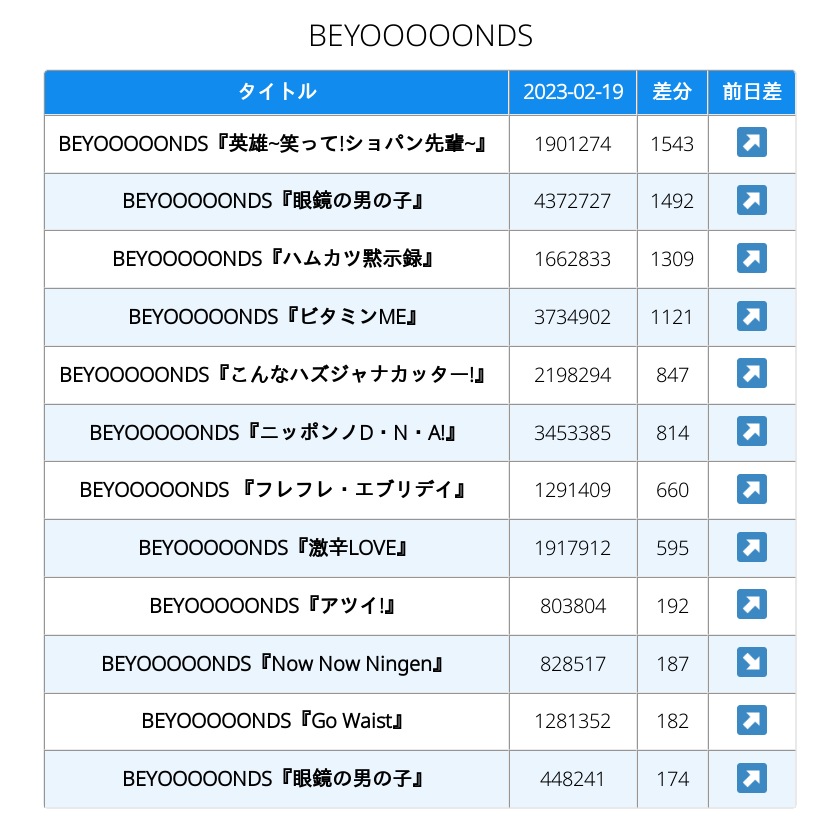 BEYOOOOONDS
タイトル 2023-02-19 差分 前日差
BEYOOOOONDS『英雄~笑って!ショパン先輩~』 1901274 1543 ↗
BEYOOOOONDS『眼鏡の男の子』 4372727 1492 ↗
BEYOOOOONDS『ハムカツ黙示録』 1662833 1309 ↗
BEYOOOOONDS『ビタミンME』 3734902 1121 ↗
BEYOOOOONDS『こんなハズジャナカッター!』 2198294 847 ↗
BEYOOOOONDS『ニッポンノD・N・A!』 3453385 814 ↗
BEYOOOOONDS 『フレフレ・エブリデイ』 1291409 660 ↗
BEYOOOOONDS『激辛LOVE』 1917912 595 ↗
BEYOOOOONDS『アツイ!』 803804 192 ↗
BEYOOOOONDS『Now Now Ningen』 828517 187 ↘
BEYOOOOONDS『Go Waist』 1281352 182 ↗
BEYOOOOONDS『眼鏡の男の子』 448241 174 ↗